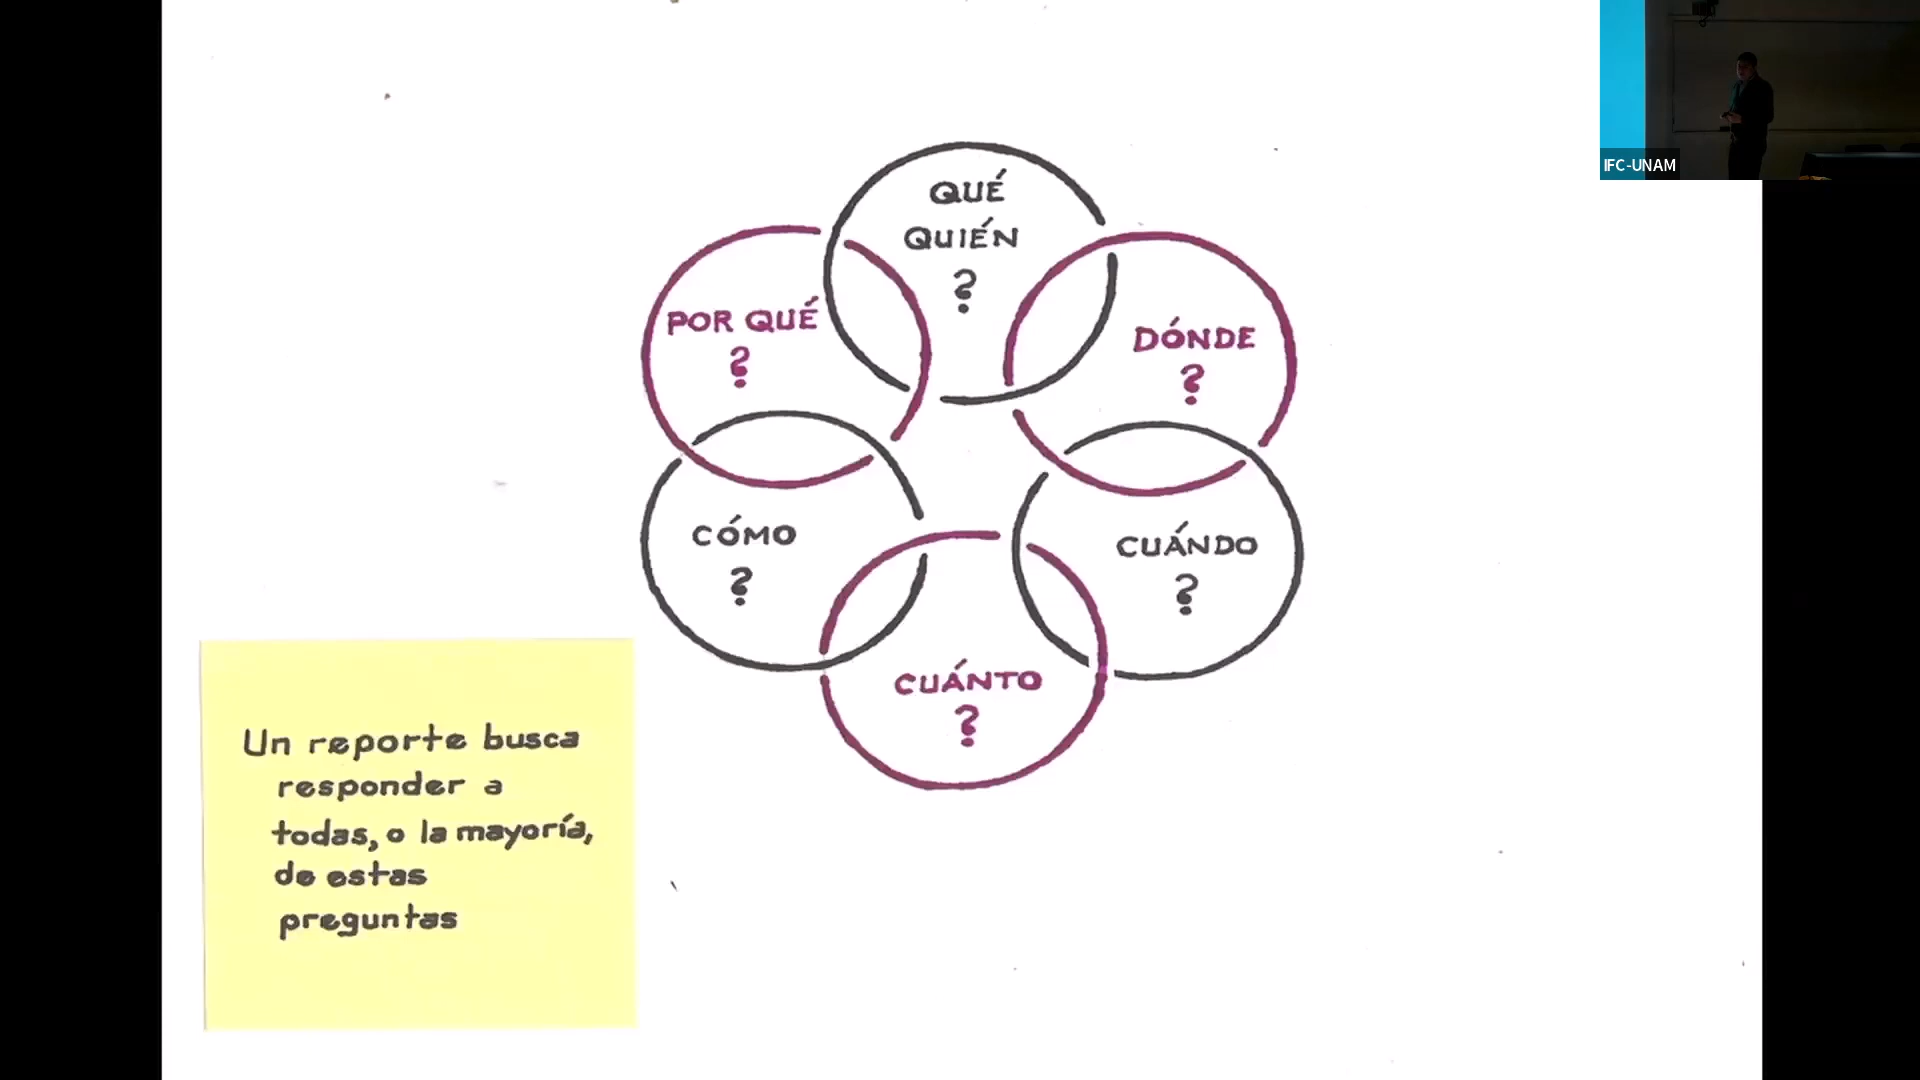 QUÉ
QUIÉN
?
DÓNDE
?
CUÁNDO
?
CUÁNTO
?
CÓMO
?
POR QUÉ
?
Un reporte busca
responder a
todas, o la mayoría,
de estas
preguntas
IFC-UNAM